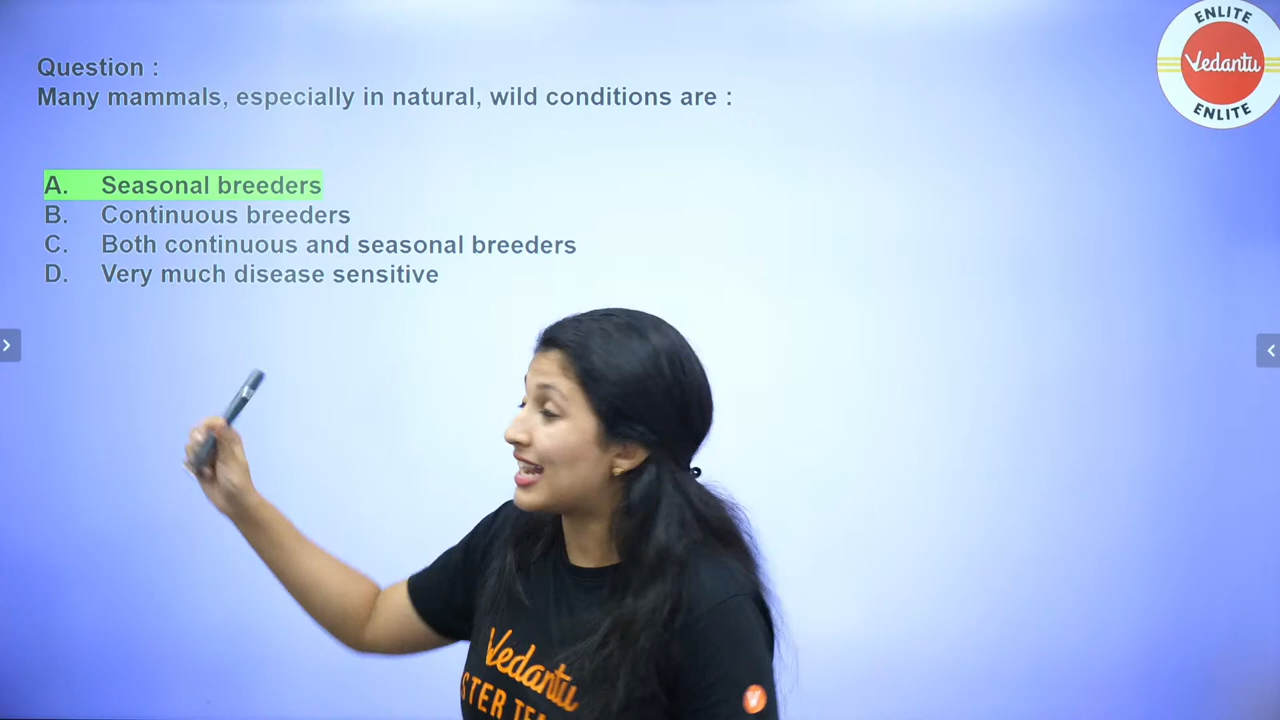 Question :
Many mammals, especially in natural, wild conditions are :
A. Seasonal breeders
B. Continuous breeders
C. Both continuous and seasonal breeders
D. Very much disease sensitive
ENLITE
Vedantu
ENLITE
Vedantu